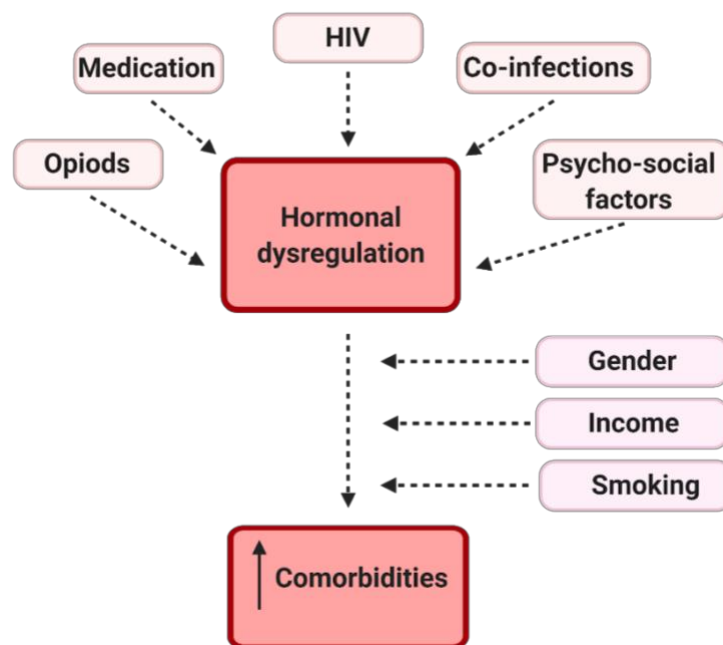 HIV
Medication
Co-infections
Opiods
Psycho-social
factors
Hormonal
dysregulation
Gender
Income
Smoking
Comorbidities